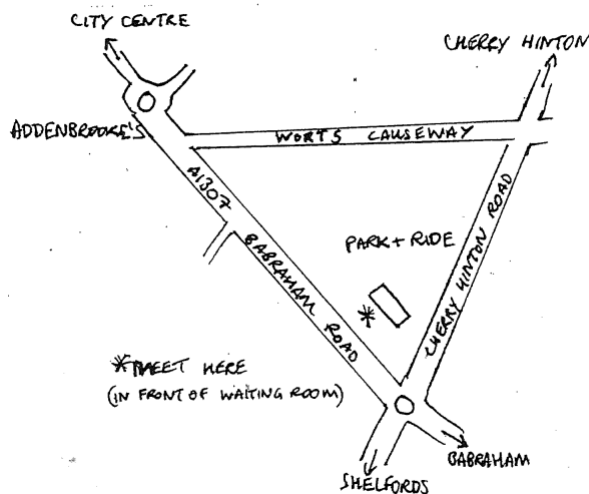 CITY CENTRE
CHERRY HINTON
ADDENBROOKE'S
WORTS CAUSEWAY
A1307
BABRAHAM ROAD
PARK + RIDE
CHERRY HINTON ROAD
*MEET HERE
(IN FRONT OF WAITING ROOM)
BABRAHAM
SHELFORDS